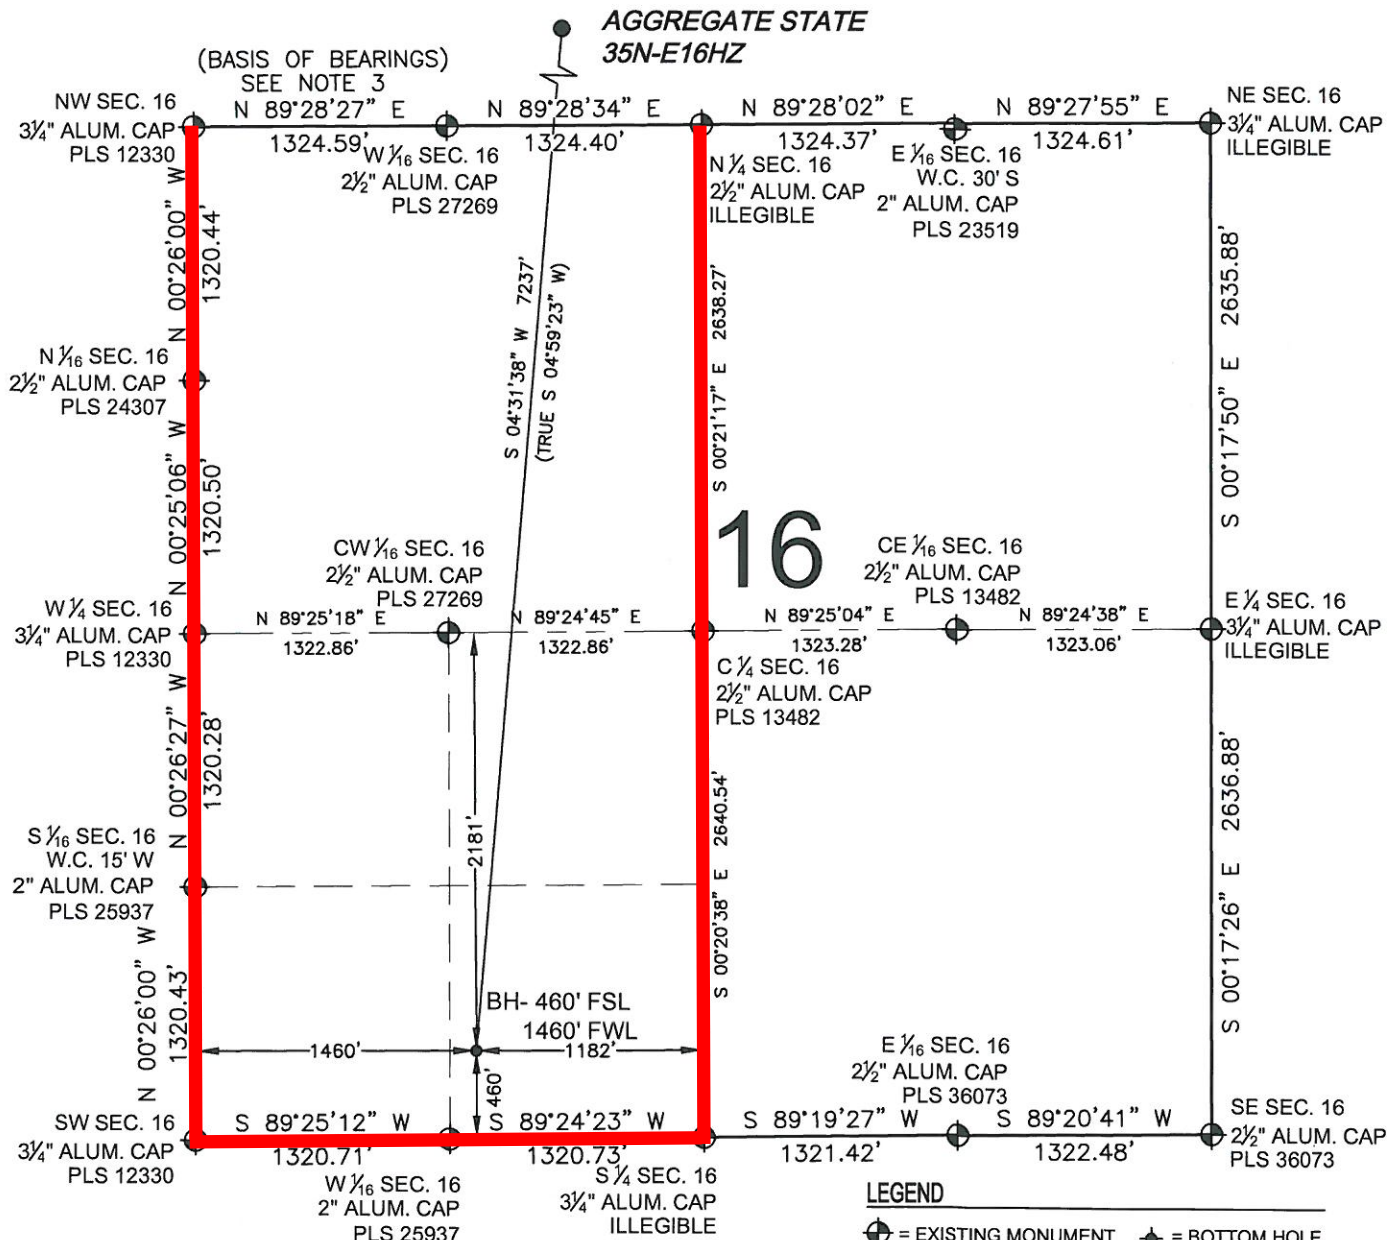 AGGREGATE STATE
35N-E16HZ
(BASIS OF BEARINGS)
SEE NOTE 3
NW SEC. 16
3¼" ALUM. CAP
PLS 12330
N 89°28'27" E
1324.59'
N 89°28'34" E
1324.40'
N 89°28'02" E
1324.37'
N 89°27'55" E
1324.61'
NE SEC. 16
3¼" ALUM. CAP
ILLEGIBLE
W 1/16 SEC. 16
2½" ALUM. CAP
PLS 27269
N ¼ SEC. 16
2½" ALUM. CAP
ILLEGIBLE
E 1/16 SEC. 16
W.C. 30' S
2" ALUM. CAP
PLS 23519
N 00°26'00" W
1320.44'
S 04°31'38" W 7237'
(TRUE S 04°59'23" W)
S 00°21'17" E 2638.27'
S 00°17'50" E 2635.88'
N 1/16 SEC. 16
2½" ALUM. CAP
PLS 24307
N 00°25'06" W
1320.50'
16
CW 1/16 SEC. 16
2½" ALUM. CAP
PLS 27269
CE 1/16 SEC. 16
2½" ALUM. CAP
PLS 13482
W ¼ SEC. 16
3¼" ALUM. CAP
PLS 12330
N 89°25'18" E
1322.86'
N 89°24'45" E
1322.86'
N 89°25'04" E
1323.28'
N 89°24'38" E
1323.06'
E ¼ SEC. 16
3¼" ALUM. CAP
ILLEGIBLE
C ¼ SEC. 16
2½" ALUM. CAP
PLS 13482
N 00°26'27" W
1320.28'
2181'
S 00°20'38" E 2640.54'
S 00°17'26" E 2636.88'
S 1/16 SEC. 16
W.C. 15' W
2" ALUM. CAP
PLS 25937
N 00°26'00" W
1320.43'
BH- 460' FSL
1460' FWL
1460'
1182'
460'
E 1/16 SEC. 16
2½" ALUM. CAP
PLS 36073
SW SEC. 16
3¼" ALUM. CAP
PLS 12330
S 89°25'12" W
1320.71'
S 89°24'23" W
1320.73'
S 89°19'27" W
1321.42'
S 89°20'41" W
1322.48'
SE SEC. 16
2½" ALUM. CAP
PLS 36073
W 1/16 SEC. 16
2" ALUM. CAP
PLS 25937
S ¼ SEC. 16
3¼" ALUM. CAP
ILLEGIBLE
LEGEND
= EXISTING MONUMENT
= BOTTOM HOLE